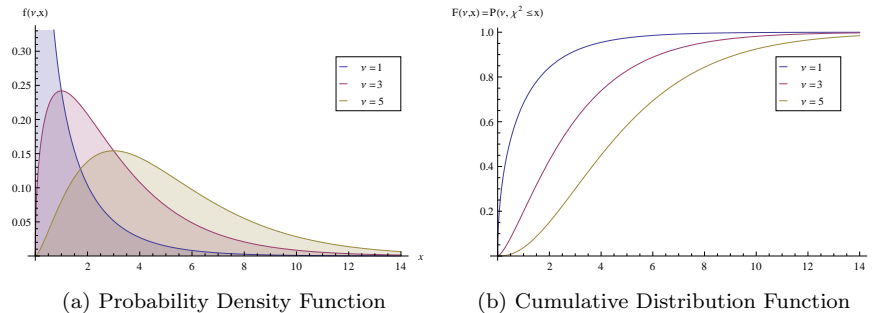 f(ν,x)
0.30
0.25
0.20
0.15
0.10
0.05
2 4 6 8 10 12 14 x
ν = 1
ν = 3
ν = 5
(a) Probability Density Function
F(ν,x) = P(ν, χ² ≤ x)
1.0
0.8
0.6
0.4
0.2
0 2 4 6 8 10 12 14
ν = 1
ν = 3
ν = 5
(b) Cumulative Distribution Function